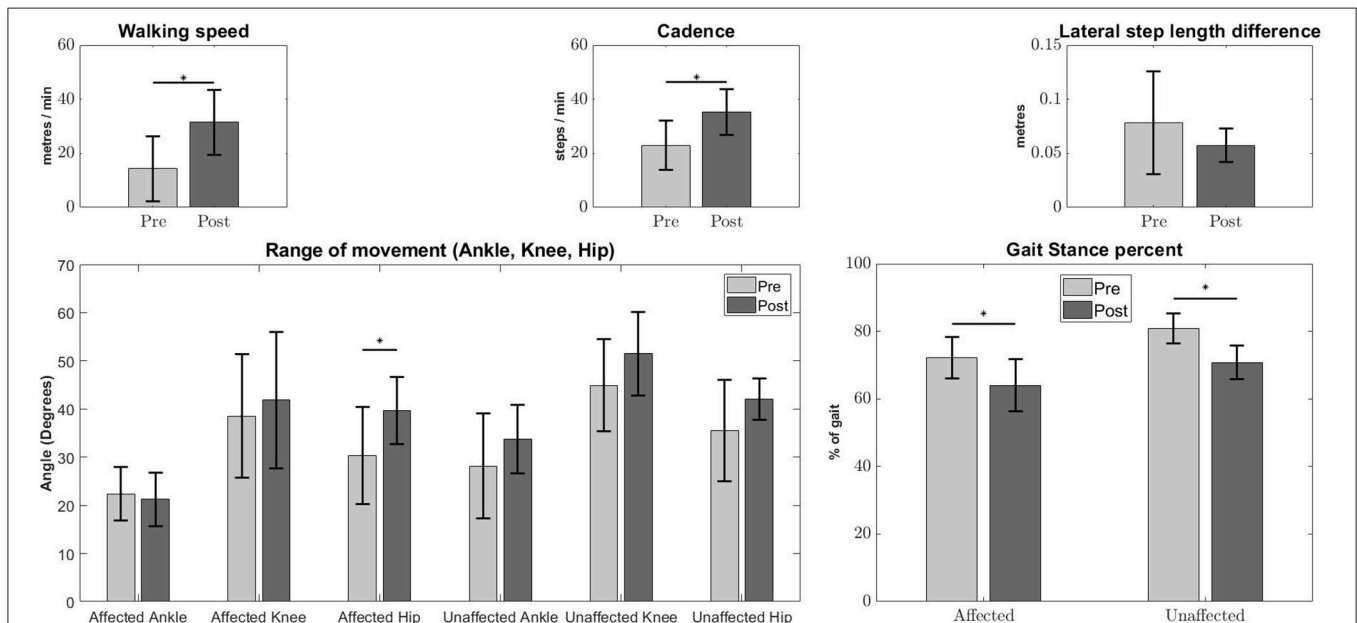 Walking speed
60
40
20
0
metres / min
*
Pre Post
Cadence
60
40
20
0
steps / min
*
Pre Post
Lateral step length difference
0.15
0.1
0.05
0
metres
Pre Post
Range of movement (Ankle, Knee, Hip)
70
60
50
40
30
20
10
0
Angle (Degrees)
Pre
Post
*
Affected Ankle Affected Knee Affected Hip Unaffected Ankle Unaffected Knee Unaffected Hip
Gait Stance percent
100
80
60
40
20
0
% of gait
Pre
Post
*
*
Affected Unaffected